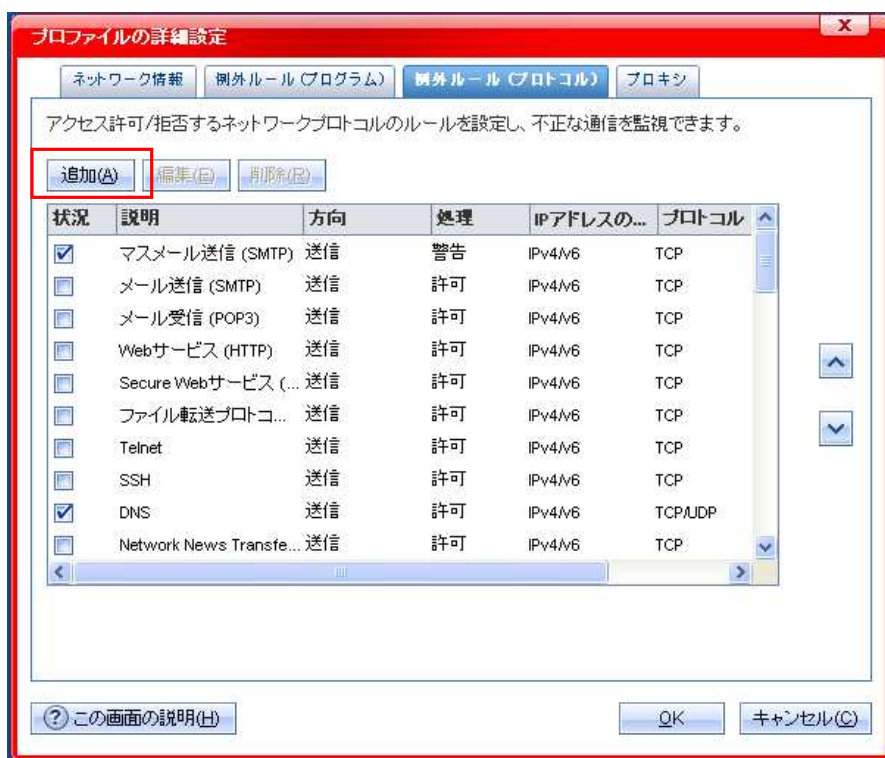 プロファイルの詳細設定
X
ネットワーク情報 例外ルール(プログラム) 例外ルール(プロトコル) プロキシ
アクセス許可/拒否するネットワークプロトコルのルールを設定し、不正な通信を監視できます。
追加(A) 編集(E) 削除(R)
状況 説明 方向 処理 IPアドレスの... プロトコル
マスメール送信 (SMTP) 送信 警告 IPv4/v6 TCP
メール送信 (SMTP) 送信 許可 IPv4/v6 TCP
メール受信 (POP3) 送信 許可 IPv4/v6 TCP
Webサービス (HTTP) 送信 許可 IPv4/v6 TCP
Secure Webサービス (... 送信 許可 IPv4/v6 TCP
ファイル転送プロトコ... 送信 許可 IPv4/v6 TCP
Telnet 送信 許可 IPv4/v6 TCP
SSH 送信 許可 IPv4/v6 TCP
DNS 送信 許可 IPv4/v6 TCP/UDP
Network News Transfe... 送信 許可 IPv4/v6 TCP
?この画面の説明(H) OK キャンセル(C)